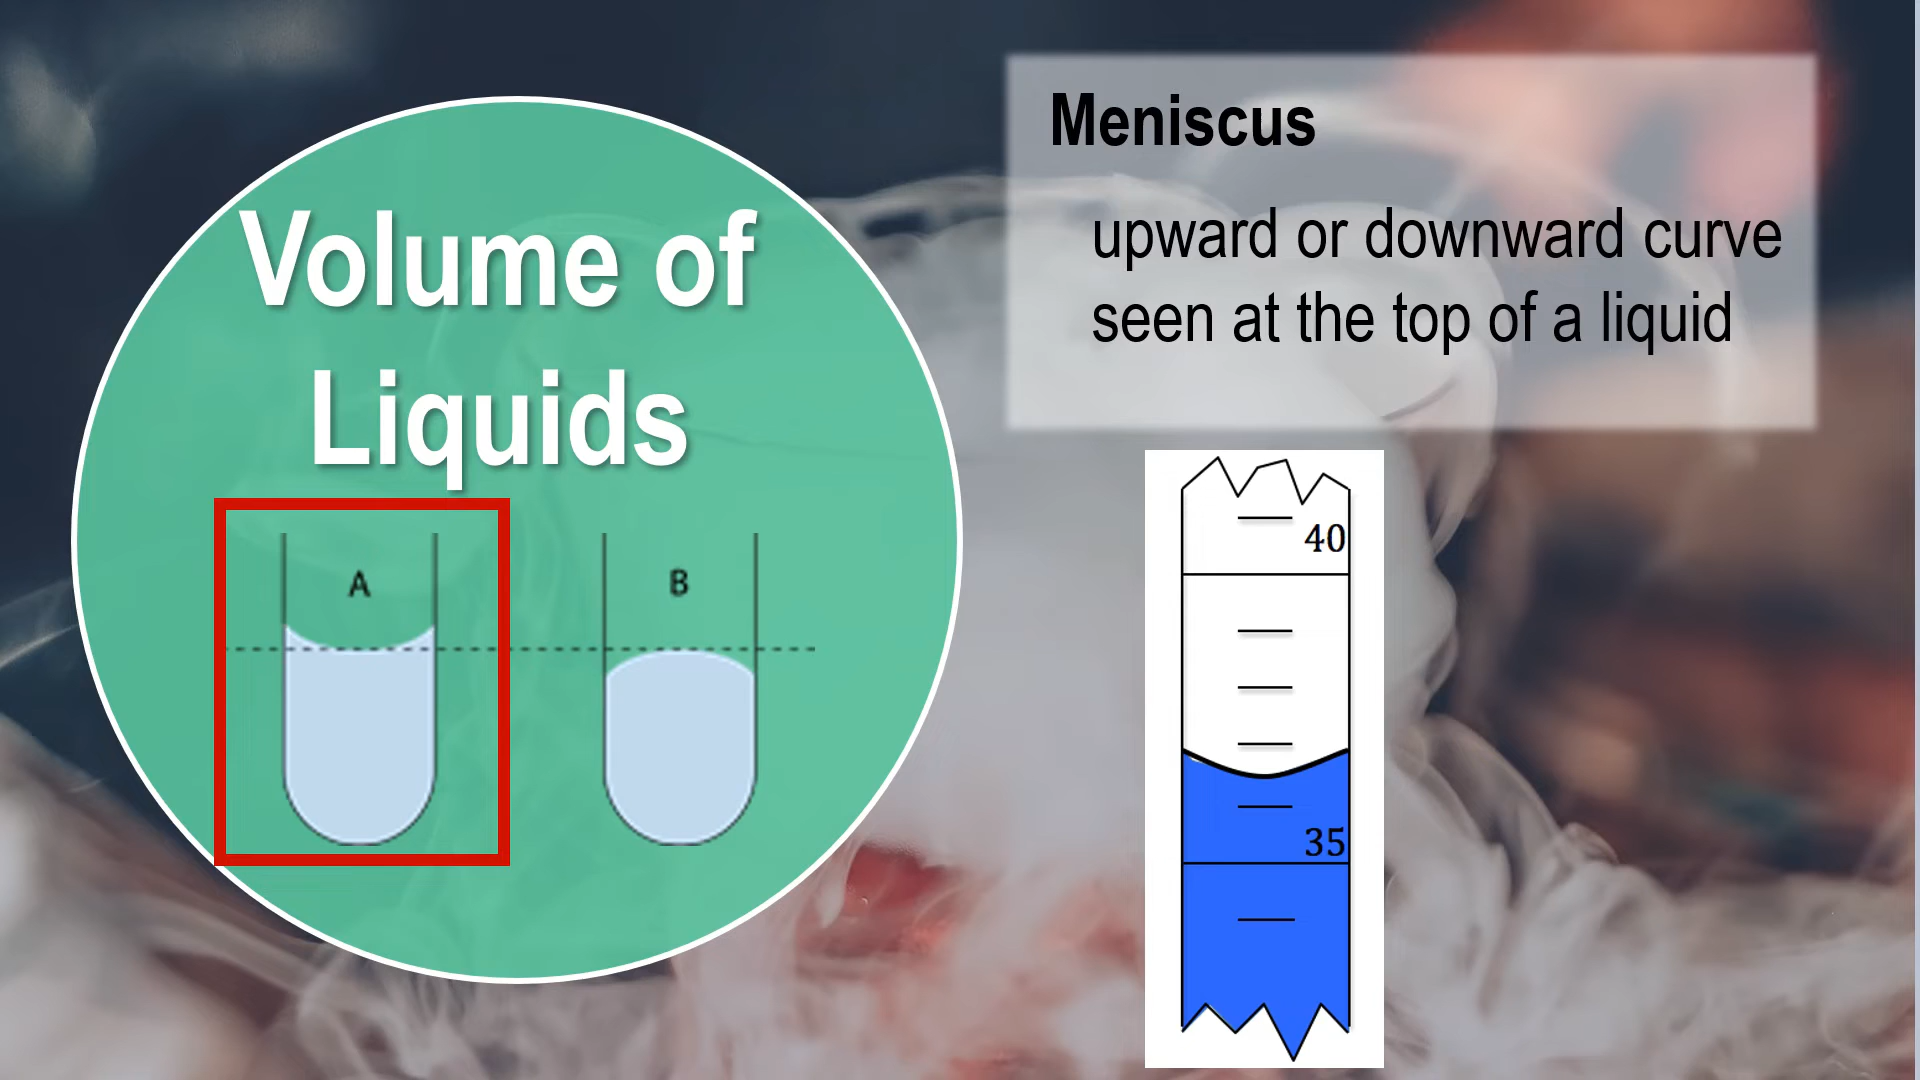 Volume of
Liquids
A
B
Meniscus
upward or downward curve
seen at the top of a liquid
40
35